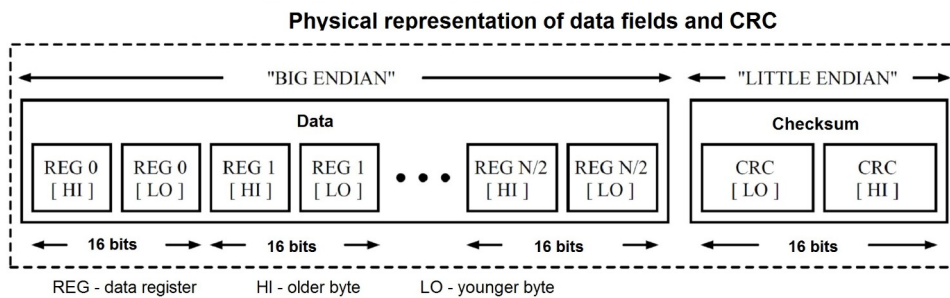 Physical representation of data fields and CRC
"BIG ENDIAN" "LITTLE ENDIAN"
Data Checksum
REG 0 REG 0 REG 1 REG 1 REG N/2 REG N/2 CRC CRC
[ HI ] [ LO ] [ HI ] [ LO ] • • • [ HI ] [ LO ] [ LO ] [ HI ]
16 bits 16 bits 16 bits 16 bits
REG - data register HI - older byte LO - younger byte